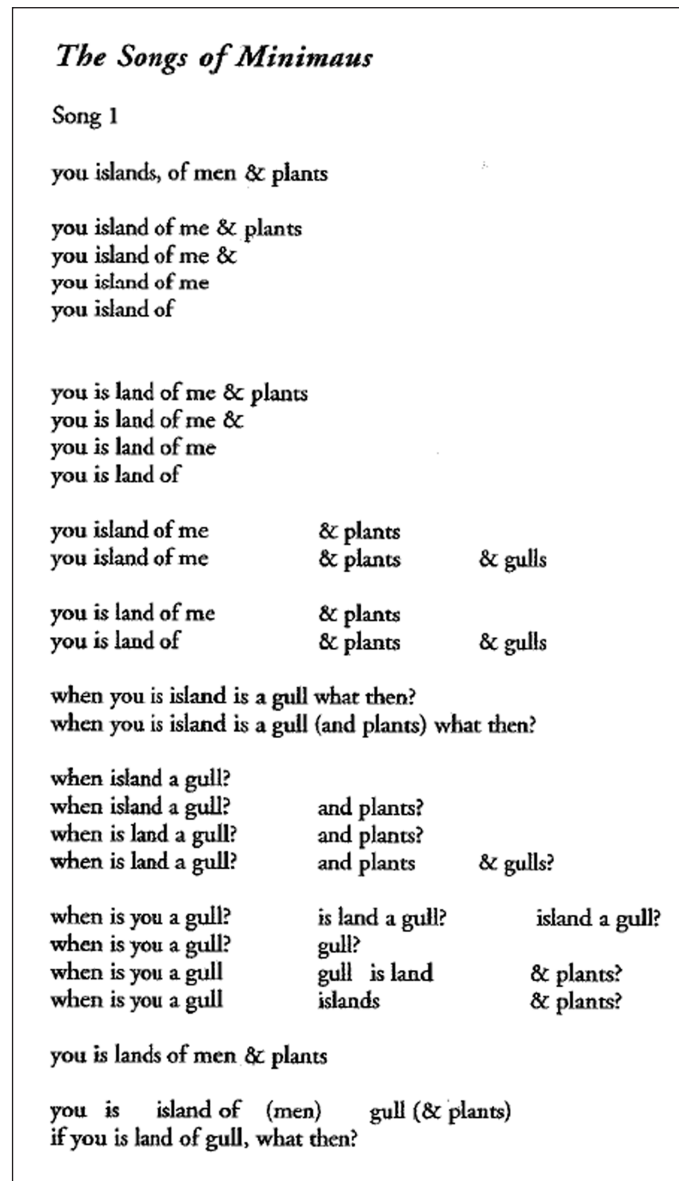 The Songs of Minimaus
Song 1
you islands, of men & plants
you island of me & plants
you island of me &
you island of me
you island of
you is land of me & plants
you is land of me &
you is land of me
you is land of
you island of me & plants
you island of me & plants & gulls
you is land of me & plants
you is land of & plants & gulls
when you is island is a gull what then?
when you is island is a gull (and plants) what then?
when island a gull?
when island a gull? and plants?
when is land a gull? and plants?
when is land a gull? and plants & gulls?
when is you a gull? is land a gull? island a gull?
when is you a gull? gull?
when is you a gull gull is land & plants?
when is you a gull islands & plants?
you is lands of men & plants
you is island of (men) gull (& plants)
if you is land of gull, what then?